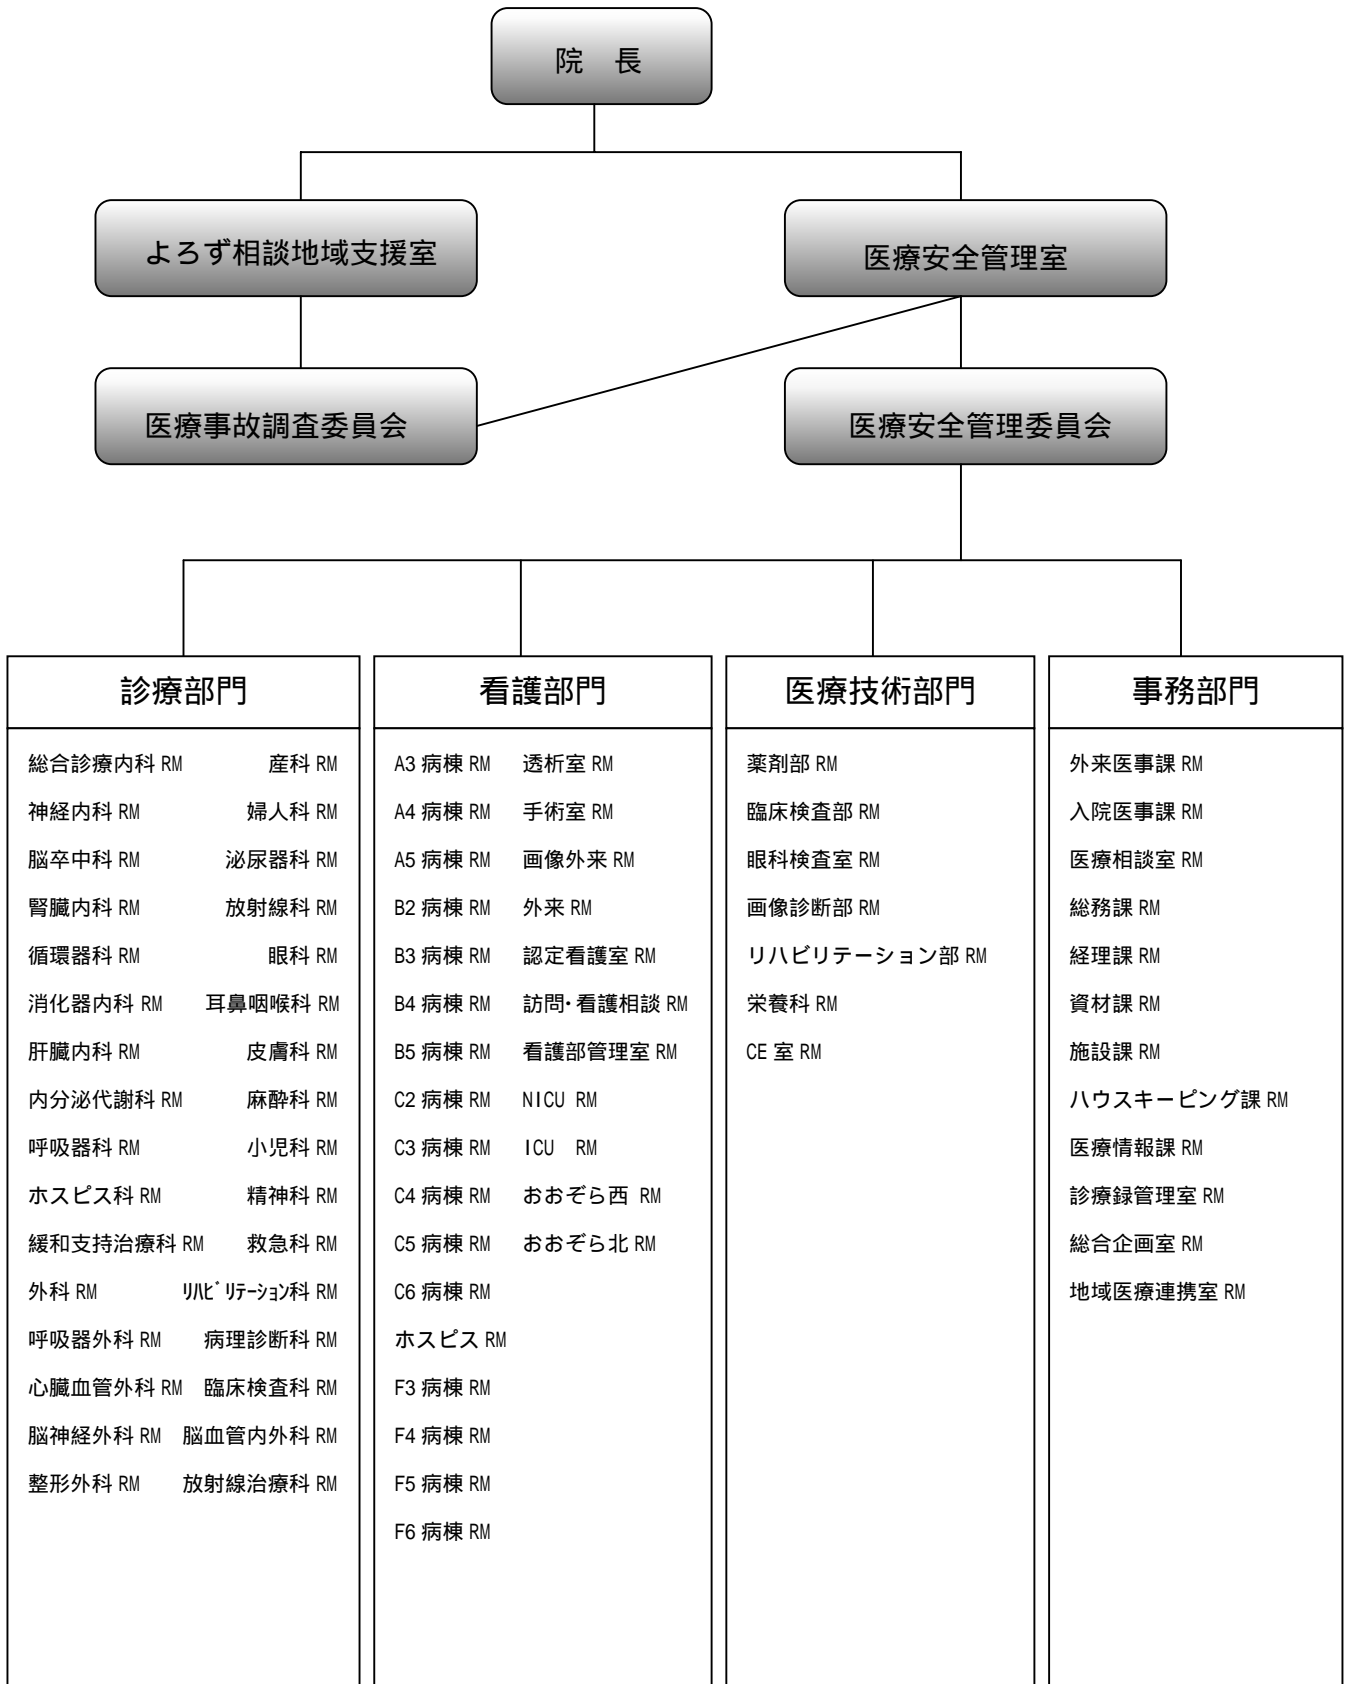 院　長
よろず相談地域支援室
医療安全管理室
医療事故調査委員会
医療安全管理委員会
診療部門
総合診療内科 RM 産科 RM
神経内科 RM 婦人科 RM
脳卒中科 RM 泌尿器科 RM
腎臓内科 RM 放射線科 RM
循環器科 RM 眼科 RM
消化器内科 RM 耳鼻咽喉科 RM
肝臓内科 RM 皮膚科 RM
内分泌代謝科 RM 麻酔科 RM
呼吸器科 RM 小児科 RM
ホスピス科 RM 精神科 RM
緩和支持治療科 RM 救急科 RM
外科 RM ﾘﾊﾋﾞﾘﾃｰｼｮﾝ科 RM
呼吸器外科 RM 病理診断科 RM
心臓血管外科 RM 臨床検査科 RM
脳神経外科 RM 脳血管内外科 RM
整形外科 RM 放射線治療科 RM
看護部門
A3 病棟 RM 透析室 RM
A4 病棟 RM 手術室 RM
A5 病棟 RM 画像外来 RM
B2 病棟 RM 外来 RM
B3 病棟 RM 認定看護室 RM
B4 病棟 RM 訪問･看護相談 RM
B5 病棟 RM 看護部管理室 RM
C2 病棟 RM NICU RM
C3 病棟 RM ICU RM
C4 病棟 RM おおぞら西 RM
C5 病棟 RM おおぞら北 RM
C6 病棟 RM
ホスピス RM
F3 病棟 RM
F4 病棟 RM
F5 病棟 RM
F6 病棟 RM
医療技術部門
薬剤部 RM
臨床検査部 RM
眼科検査室 RM
画像診断部 RM
リハビリテーション部 RM
栄養科 RM
CE 室 RM
事務部門
外来医事課 RM
入院医事課 RM
医療相談室 RM
総務課 RM
経理課 RM
資材課 RM
施設課 RM
ハウスキーピング課 RM
医療情報課 RM
診療録管理室 RM
総合企画室 RM
地域医療連携室 RM